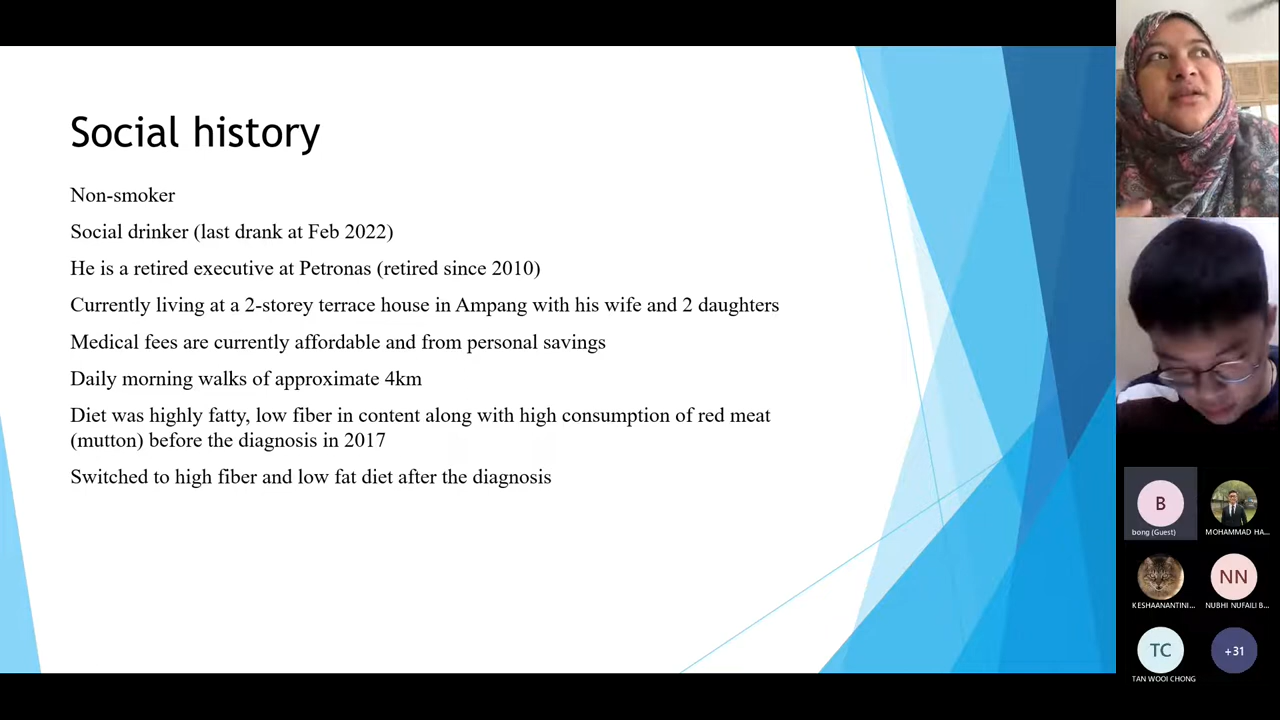 Social history
Non-smoker
Social drinker (last drank at Feb 2022)
He is a retired executive at Petronas (retired since 2010)
Currently living at a 2-storey terrace house in Ampang with his wife and 2 daughters
Medical fees are currently affordable and from personal savings
Daily morning walks of approximate 4km
Diet was highly fatty, low fiber in content along with high consumption of red meat
(mutton) before the diagnosis in 2017
Switched to high fiber and low fat diet after the diagnosis
B
bong (Guest)
MOHAMMAD HA...
KESHAANANTINI...
NN
NUBHI NUFAILI B...
TC
TAN WOOI CHONG
+31